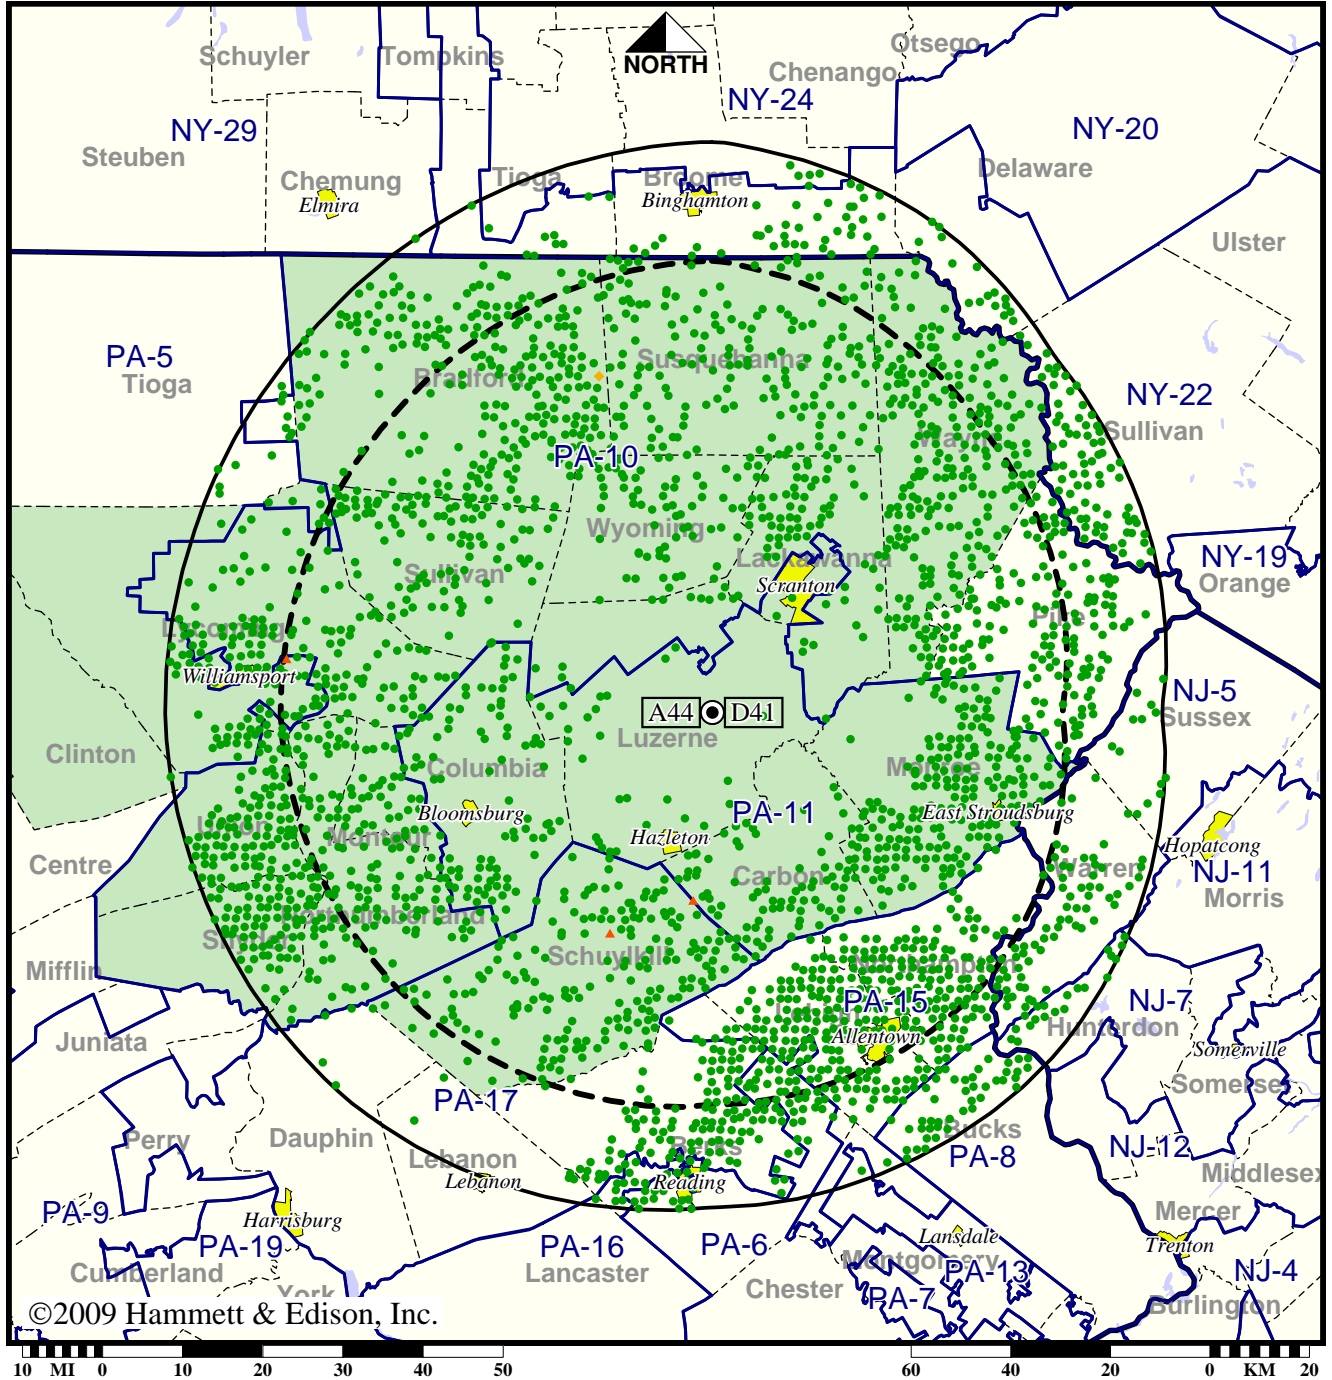 Otsego
Schuyler
Tompkins
NORTH
Chenango
NY-24
NY-29
NY-20
Steuben
Delaware
Chemung
Tioga
Broome
Elmira
Binghamton
Ulster
PA-5
Tioga
Susquehanna
Bradford
NY-22
Sullivan
Wayne
PA-10
Wyoming
Lackawanna
NY-19
Sullivan
Scranton
Orange
Pike
Lycoming
Williamsport
NJ-5
A44
D41
Sussex
Luzerne
Clinton
Columbia
Monroe
Bloomsburg
PA-11
East Stroudsburg
Union
Montour
Hazleton
Hopatcong
Centre
Carbon
Warren
NJ-11
Morris
Northumberland
Snyder
Schuylkill
Northampton
Mifflin
PA-15
NJ-7
Lehigh
Hunterdon
Juniata
Allentown
Somerville
Somerset
PA-17
Perry
Dauphin
Bucks
Berks
NJ-12
Lebanon
PA-8
Middlesex
Lebanon
Reading
PA-9
Harrisburg
Mercer
PA-19
PA-16
PA-6
Lansdale
Trenton
Cumberland
Lancaster
Montgomery
PA-13
NJ-4
York
Chester
PA-7
Burlington
©2009 Hammett & Edison, Inc.
10 MI 0 10 20 30 40 50
60 40 20 0 KM 20